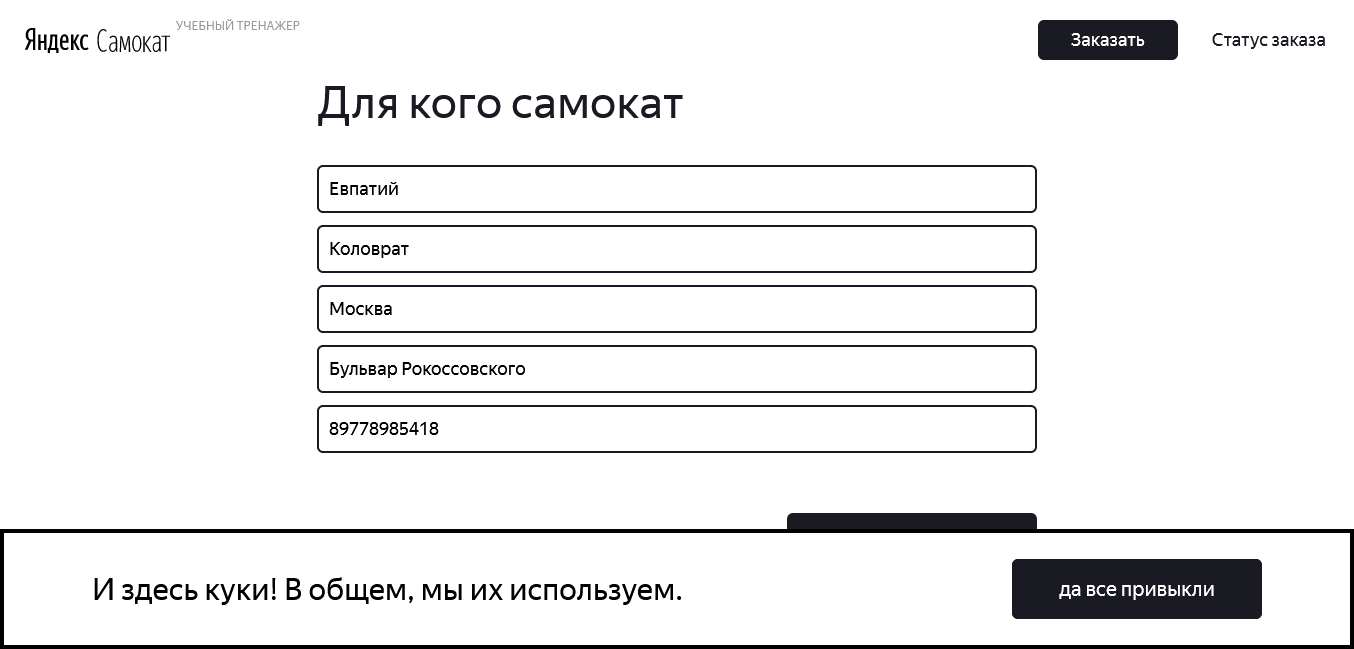 Яндекс Самокат
УЧЕБНЫЙ ТРЕНАЖЕР
Заказать
Статус заказа
Для кого самокат
Евпатий
Коловрат
Москва
Бульвар Рокоссовского
89778985418
И здесь куки! В общем, мы их используем.
да все привыкли